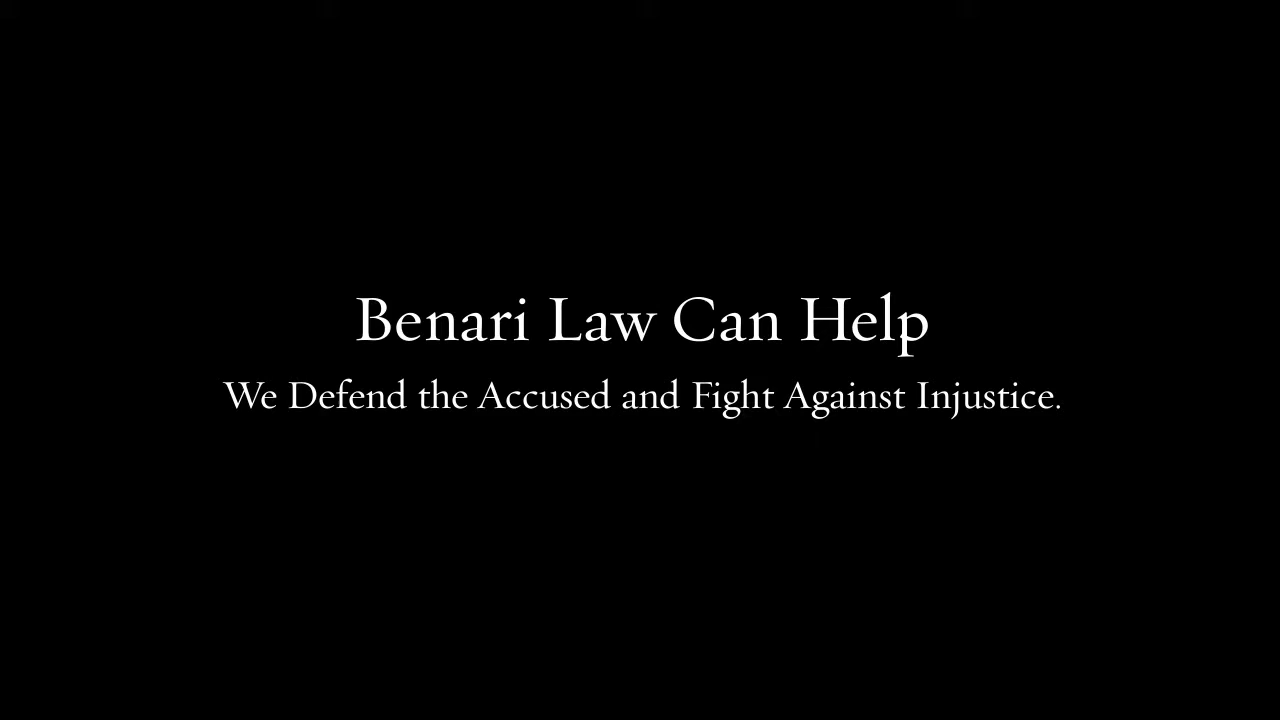 Benari Law Can Help
We Defend the Accused and Fight Against Injustice.